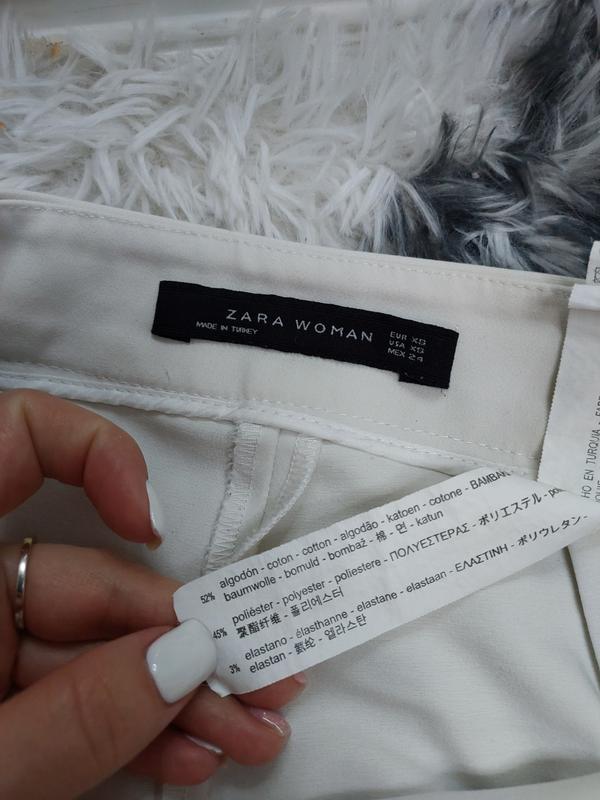 ZARA WOMAN
MADE IN TURKEY
EUR XS
USA XS
MEX 24
52% algodón - coton - cotton - algodão - katoen - cotone - ΒΑΜΒΑΚ
baumwolle - bomuld - bombaž - 棉 - 면 - katun
45% poliéster - polyester - poliestere - ΠΟΛΥΕΣΤΕΡΑΣ - ポリエステル - po
聚酯纤维 - 폴리에스터
3% elastano - élasthanne - elastane - elastaan - ΕΛΑΣΤΙΝΗ - ポリウレタン -
elastan - 氨纶 - 엘라스탄
HO EN TURQUIA - FABR